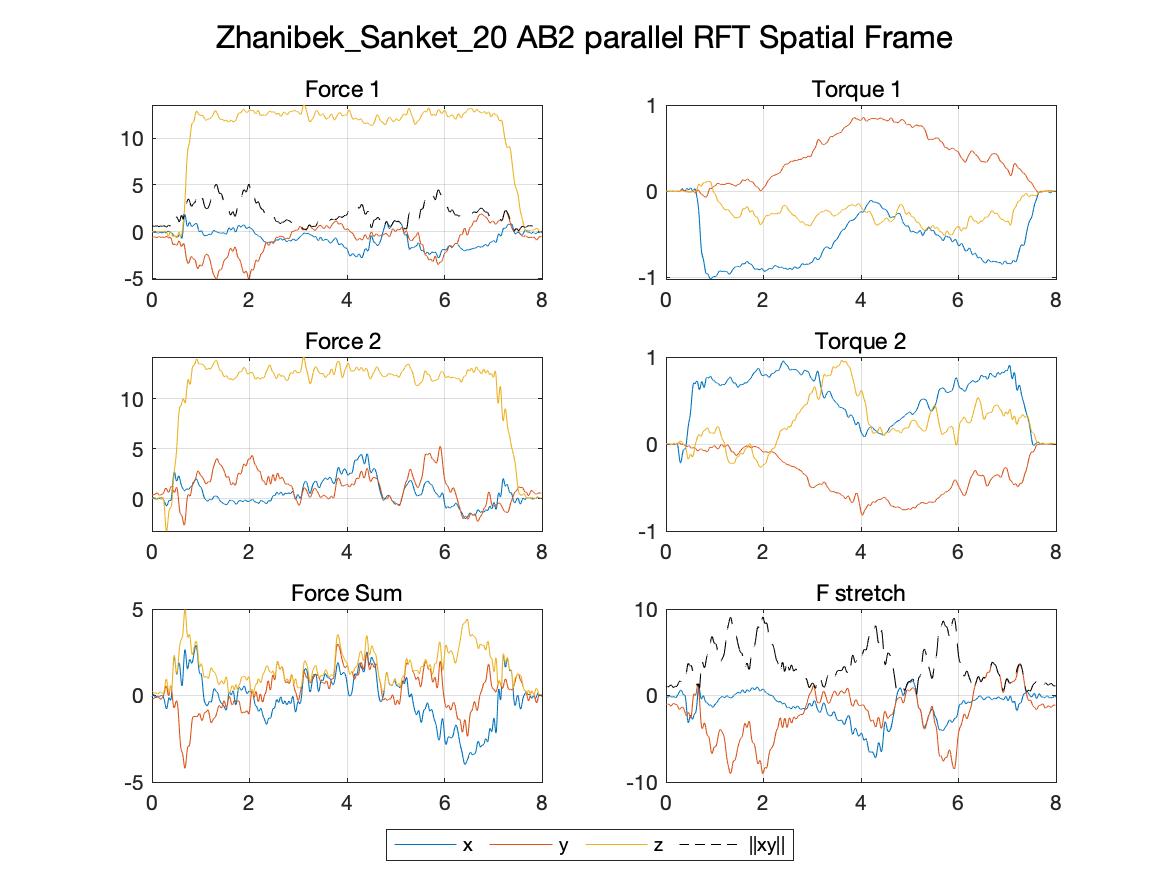 Zhanibek_Sanket_20 AB2 parallel RFT Spatial Frame
Force 1
10
5
0
-5
0 2 4 6 8
Torque 1
1
0
-1
0 2 4 6 8
Force 2
10
5
0
0 2 4 6 8
Torque 2
1
0
-1
0 2 4 6 8
Force Sum
5
0
-5
0 2 4 6 8
F stretch
10
0
-10
0 2 4 6 8
x y z ||xy||